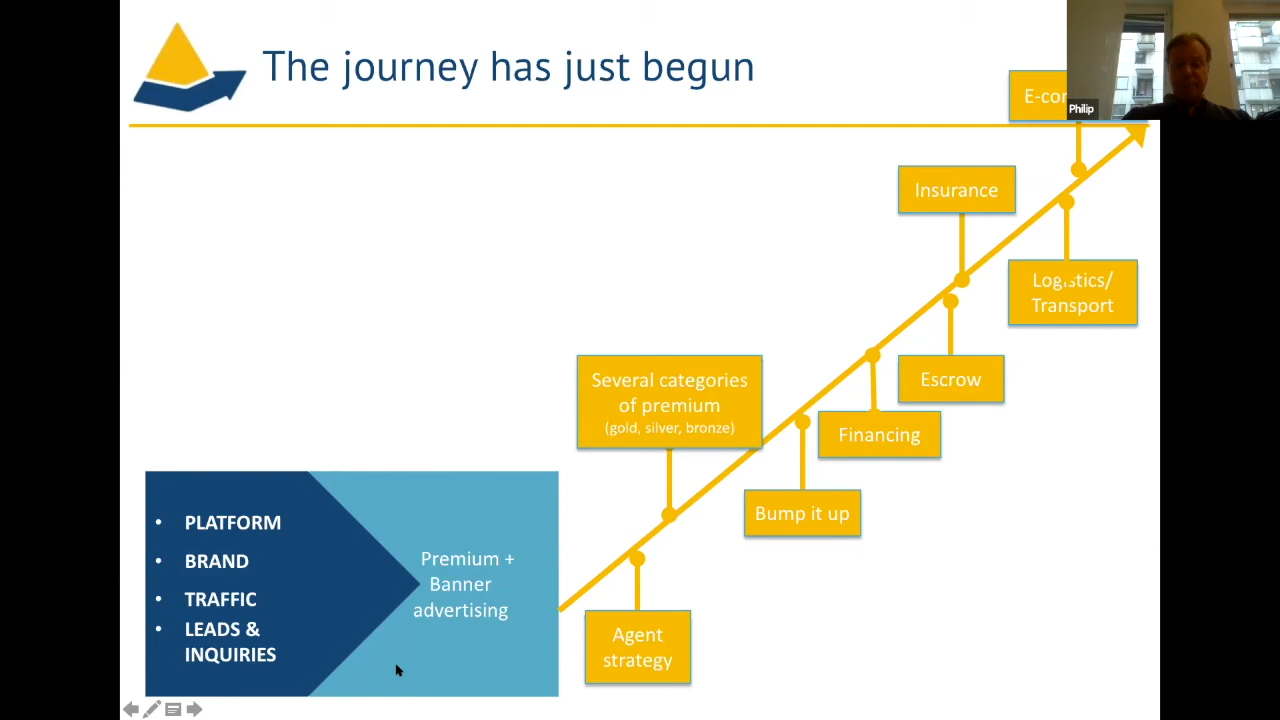 The journey has just begun
Philip
Insurance
Logistics/
Transport
Several categories
of premium
(gold, silver, bronze)
Escrow
Financing
Bump it up
Agent
strategy
• PLATFORM
• BRAND
• TRAFFIC
• LEADS &
INQUIRIES
Premium +
Banner
advertising